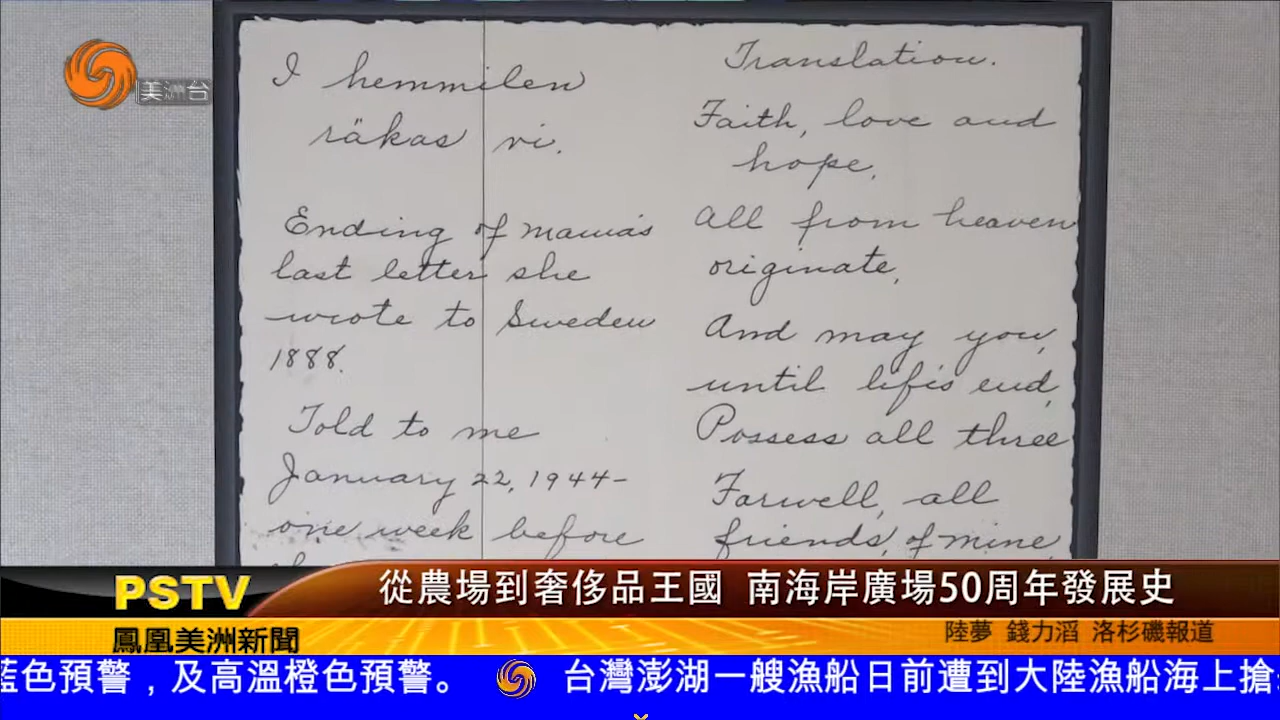 美洲台
I hemmilen
räkas vi.
Ending of mama's
last letter she
wrote to Sweden
1888.
Told to me
January 22, 1944-
one week before
Translation.
Faith, love and
hope,
All from heaven
originate,
And may you,
until life's end,
Possess all three
Farwell, all
friends, of mine,
PSTV
從農場到奢侈品王國 南海岸廣場50周年發展史
鳳凰美洲新聞
陸夢 錢力滔 洛杉磯報道
藍色預警，及高溫橙色預警。 台灣澎湖一艘漁船日前遭到大陸漁船海上搶